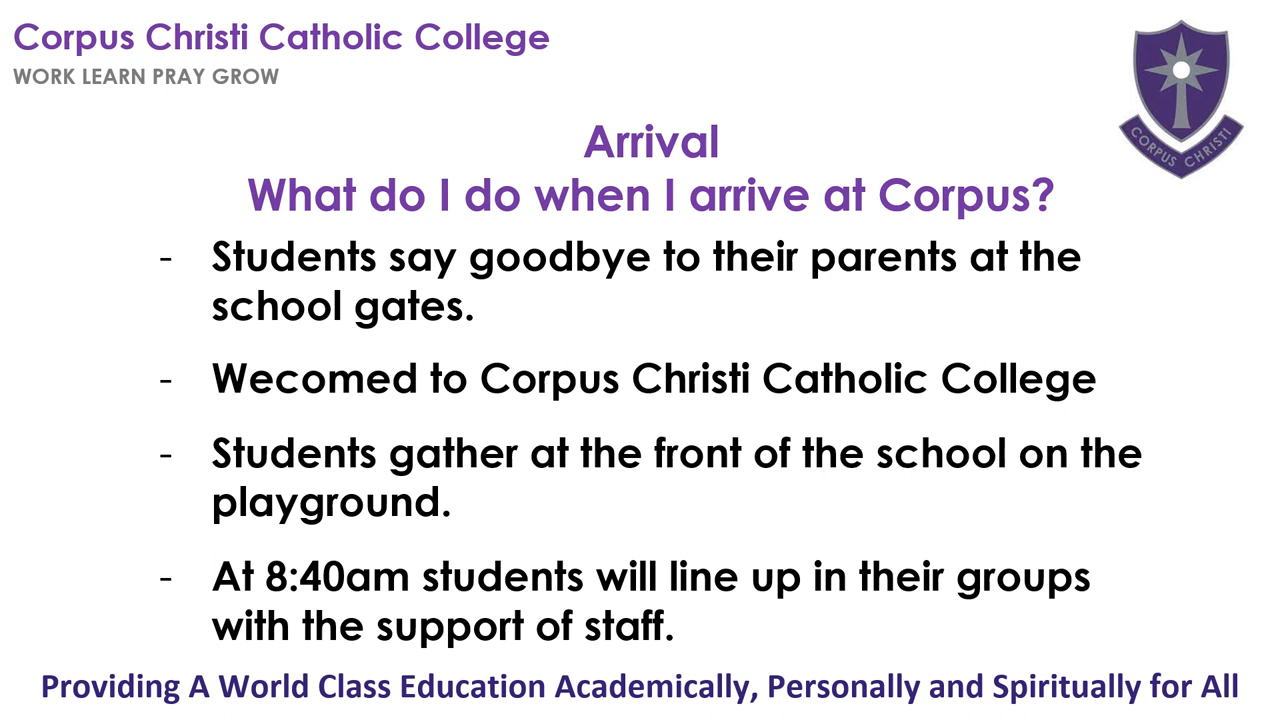 Corpus Christi Catholic College
WORK LEARN PRAY GROW
CORPUS CHRISTI
Arrival
What do I do when I arrive at Corpus?
- Students say goodbye to their parents at the
school gates.
- Wecomed to Corpus Christi Catholic College
- Students gather at the front of the school on the
playground.
- At 8:40am students will line up in their groups
with the support of staff.
Providing A World Class Education Academically, Personally and Spiritually for All